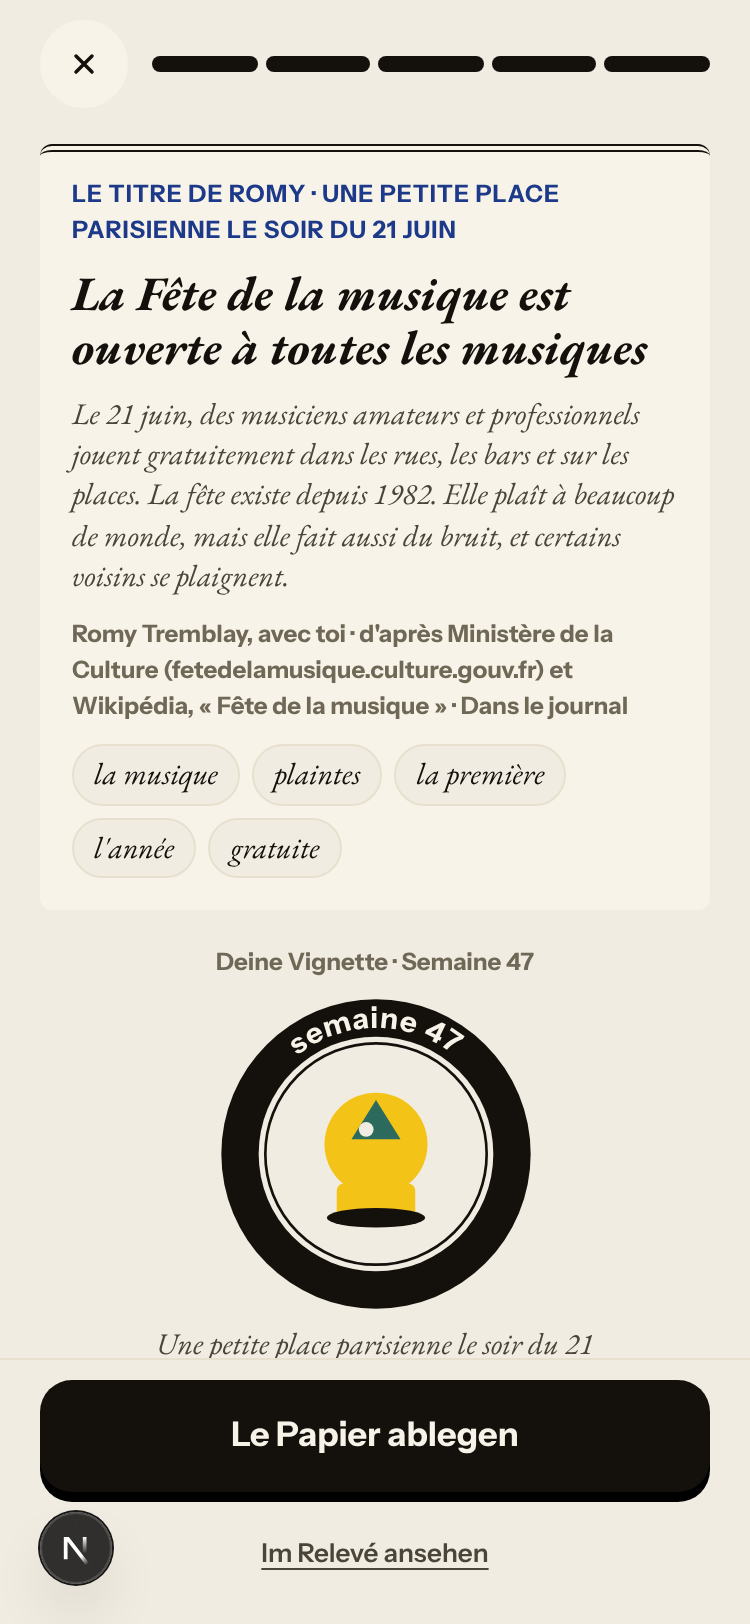 LE TITRE DE ROMY · UNE PETITE PLACE
PARISIENNE LE SOIR DU 21 JUIN
La Fête de la musique est
ouverte à toutes les musiques
Le 21 juin, des musiciens amateurs et professionnels
jouent gratuitement dans les rues, les bars et sur les
places. La fête existe depuis 1982. Elle plaît à beaucoup
de monde, mais elle fait aussi du bruit, et certains
voisins se plaignent.
Romy Tremblay, avec toi · d'après Ministère de la
Culture (fetedelamusique.culture.gouv.fr) et
Wikipédia, « Fête de la musique » · Dans le journal
la musique plaintes la première
l'année gratuite
Deine Vignette · Semaine 47
semaine 47
Une petite place parisienne le soir du 21
Le Papier ablegen
N
Im Relevé ansehen